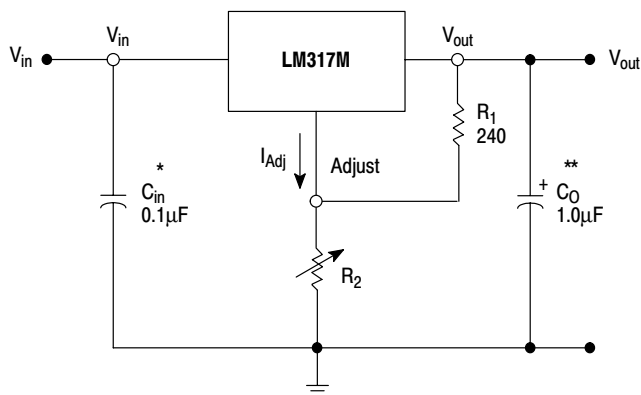 Vin
Vin
LM317M
Vout
Vout
R1
240
IAdj
Adjust
*
Cin
0.1μF
**
+
CO
1.0μF
R2